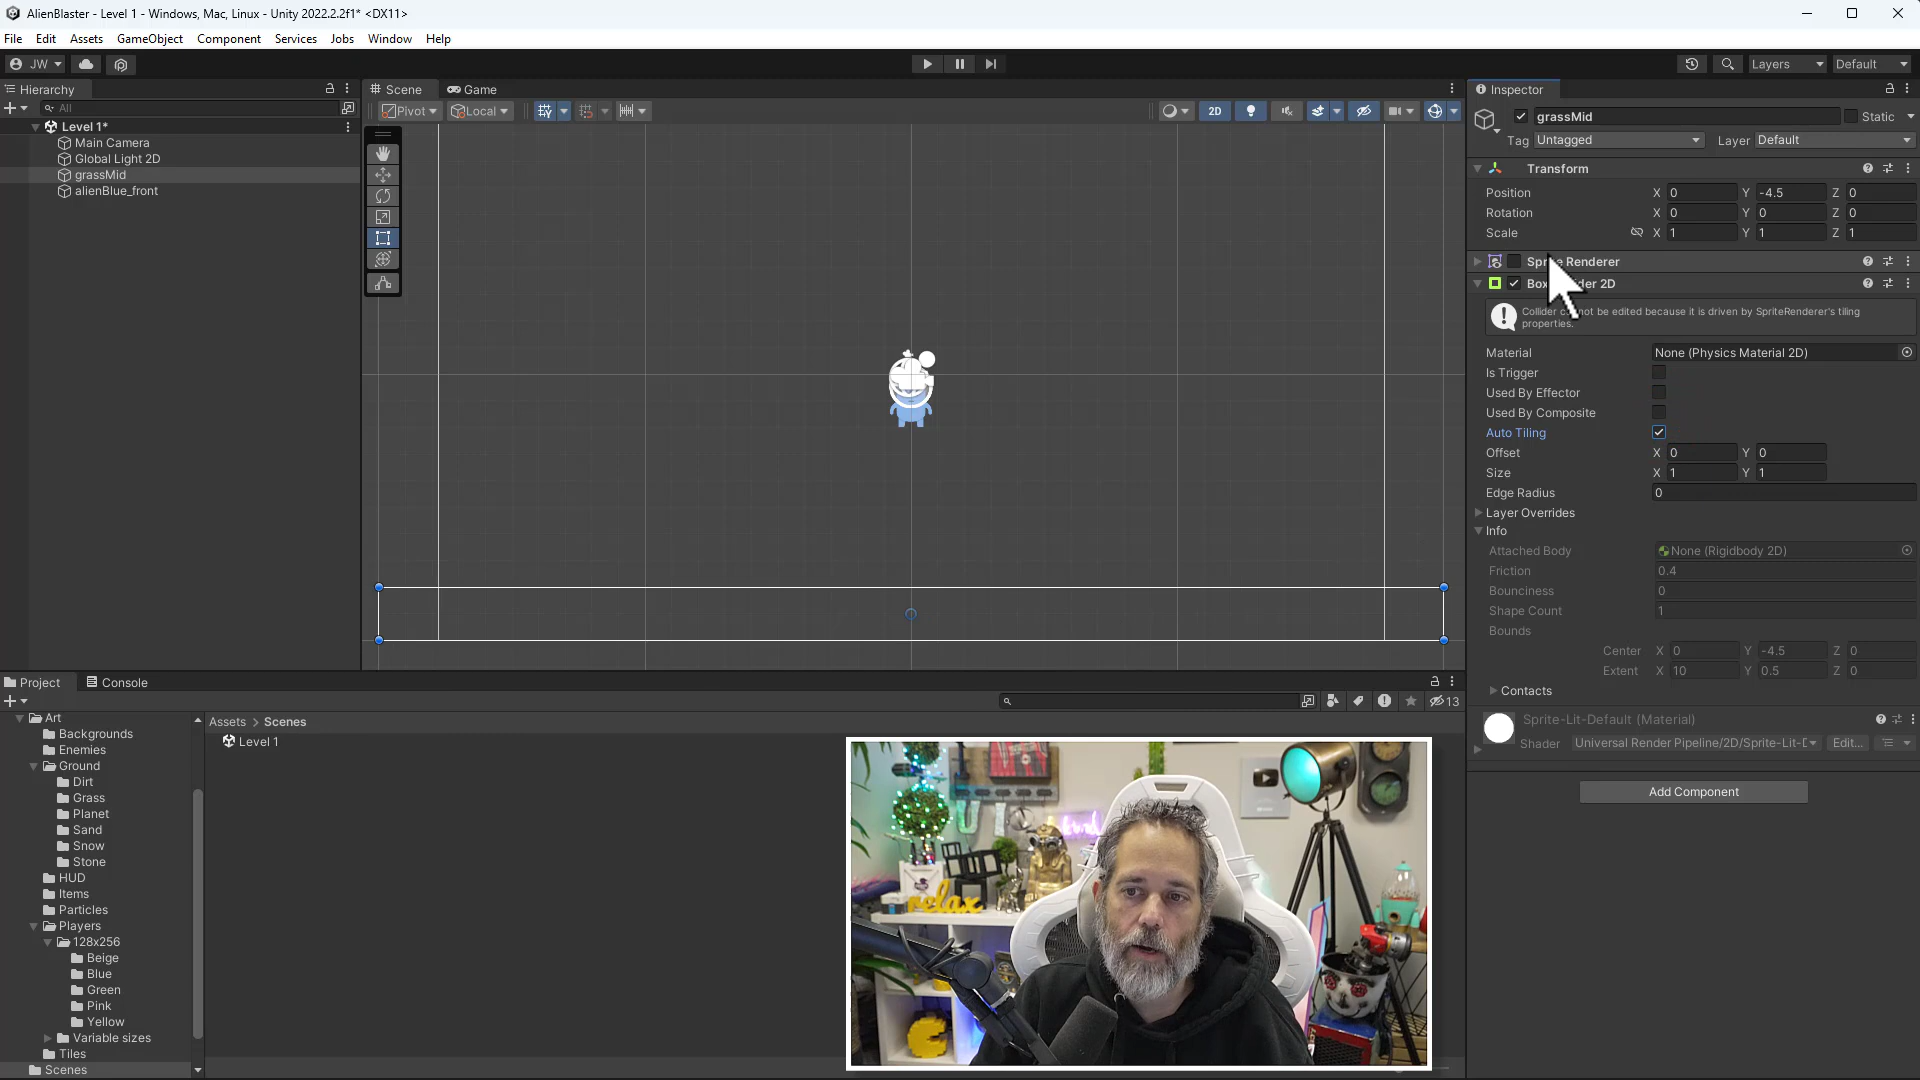 AlienBlaster - Level 1 - Windows, Mac, Linux - Unity 2022.2.2f1* <DX11>
File Edit Assets GameObject Component Services Jobs Window Help
JW Layers Default
Hierarchy
All
Level 1*
Main Camera
Global Light 2D
grassMid
alienBlue_front
Scene Game
Pivot Local 2D
Inspector
grassMid Static
Tag Untagged Layer Default
Transform
Position X 0 Y -4.5 Z 0
Rotation X 0 Y 0 Z 0
Scale X 1 Y 1 Z 1
Renderer
2D
be edited because it is driven by SpriteRenderer's tiling
properties.
Material None (Physics Material 2D)
Is Trigger
Used By Effector
Used By Composite
Auto Tiling
Offset X 0 Y 0
Size X 1 Y 1
Edge Radius 0
Layer Overrides
Info
Attached Body None (Rigidbody 2D)
Friction 0.4
Bounciness 0
Shape Count 1
Bounds
Center X 0 Y -4.5 Z 0
Extent X 10 Y 0.5 Z 0
Contacts
Sprite-Lit-Default (Material)
Shader Universal Render Pipeline/2D/Sprite-Lit- Edit...
Add Component
Project Console
13
Art
Backgrounds
Enemies
Ground
Dirt
Grass
Planet
Sand
Snow
Stone
HUD
Items
Particles
Players
128x256
Beige
Blue
Green
Pink
Yellow
Variable sizes
Tiles
Scenes
Assets > Scenes
Level 1
relax